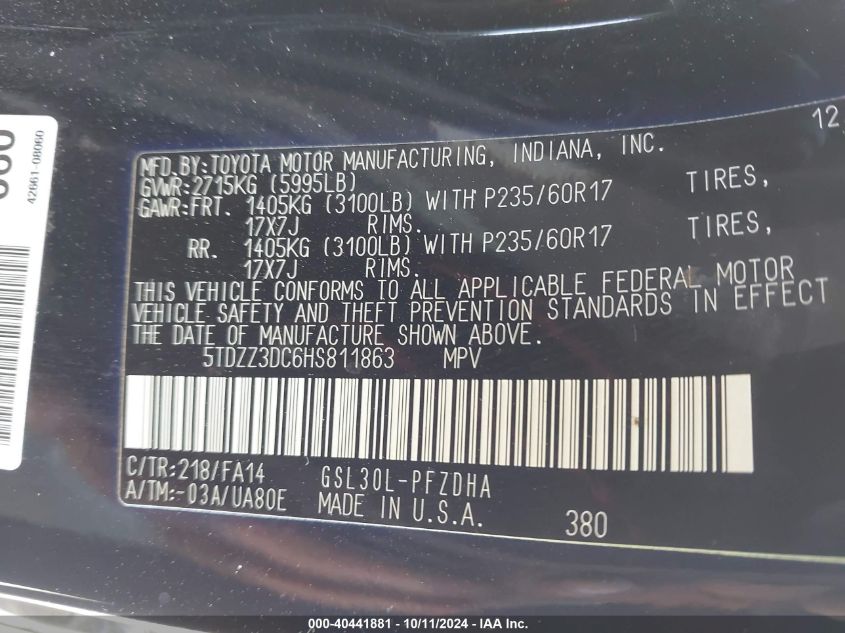 12
MFD.BY:TOYOTA MOTOR MANUFACTURING, INDIANA, INC.
GVWR:2715KG (5995LB)
GAWR:FRT. 1405KG (3100LB) WITH P235/60R17 TIRES,
17X7J RIMS.
RR. 1405KG (3100LB) WITH P235/60R17 TIRES,
17X7J RIMS.
THIS VEHICLE CONFORMS TO ALL APPLICABLE FEDERAL MOTOR
VEHICLE SAFETY AND THEFT PREVENTION STANDARDS IN EFFECT
THE DATE OF MANUFACTURE SHOWN ABOVE.
5TDZZ3DC6HS811863 MPV
C/TR:218/FA14 GSL30L-PFZDHA
A/TM:-03A/UA80E MADE IN U.S.A. 380
42661-08060
000-40441881 - 10/11/2024 - IAA Inc.